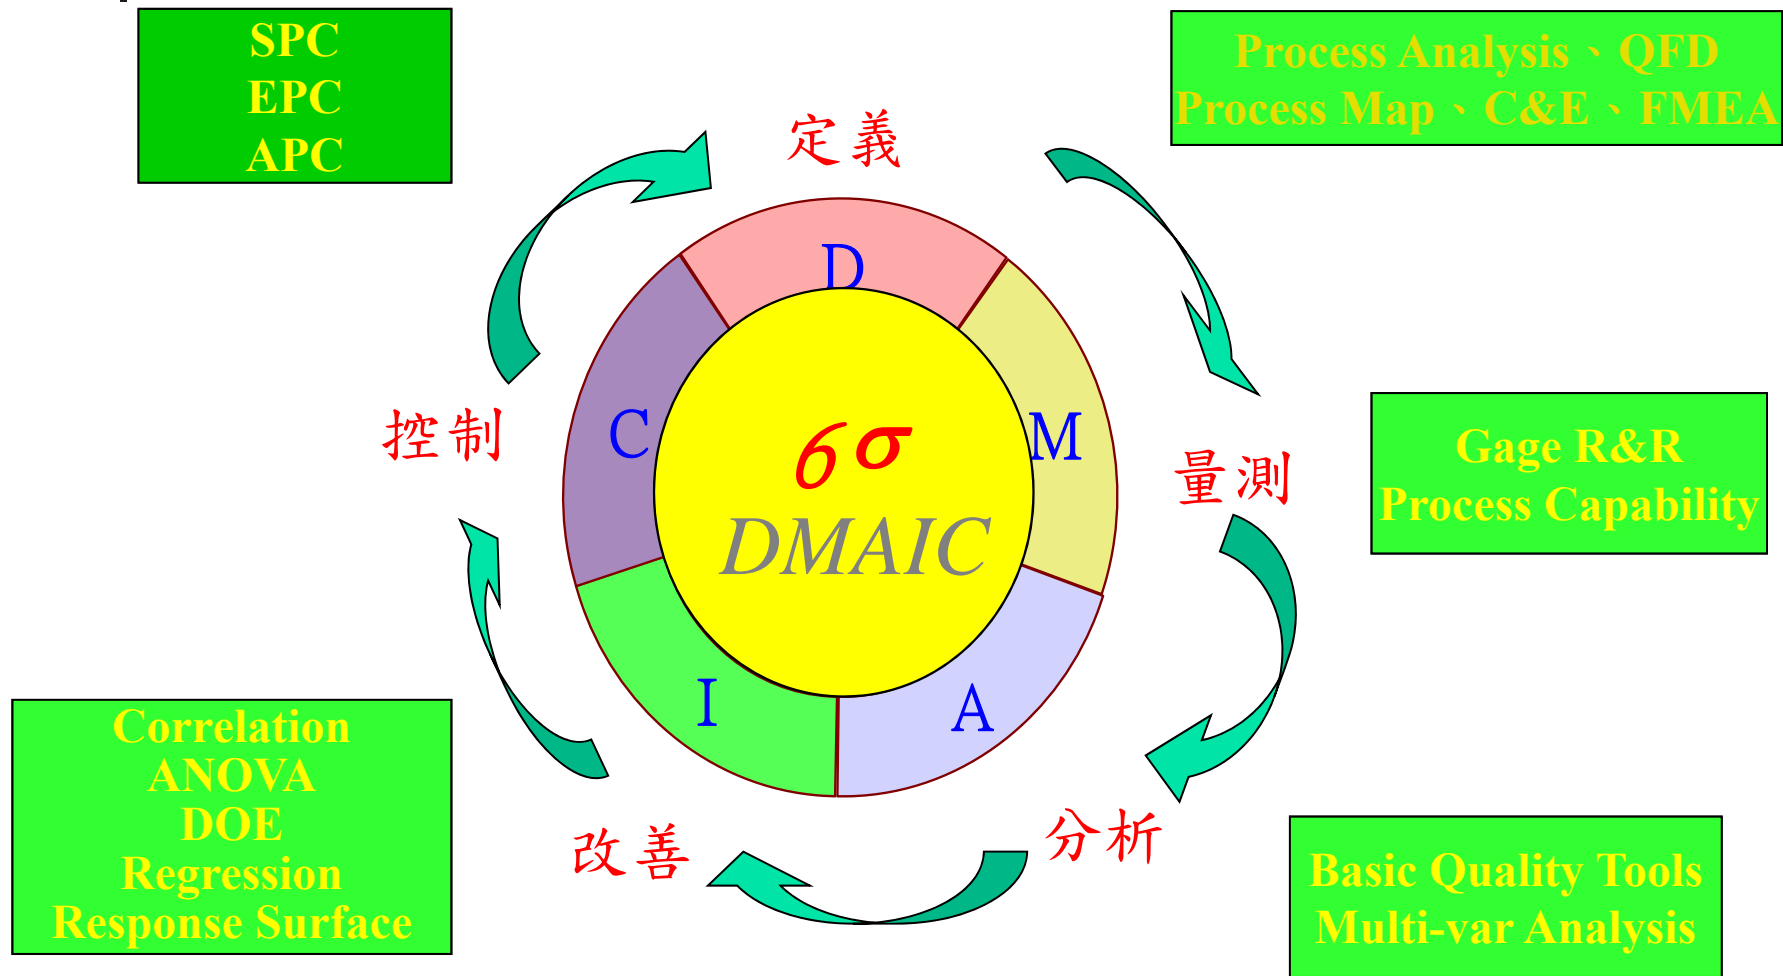 SPC
EPC
APC
Process Analysis、QFD
Process Map、C&E、FMEA
定義
D
控制
C
6σ
DMAIC
M
量測
Gage R&R
Process Capability
I
A
Correlation
ANOVA
DOE
Regression
Response Surface
改善
分析
Basic Quality Tools
Multi-var Analysis